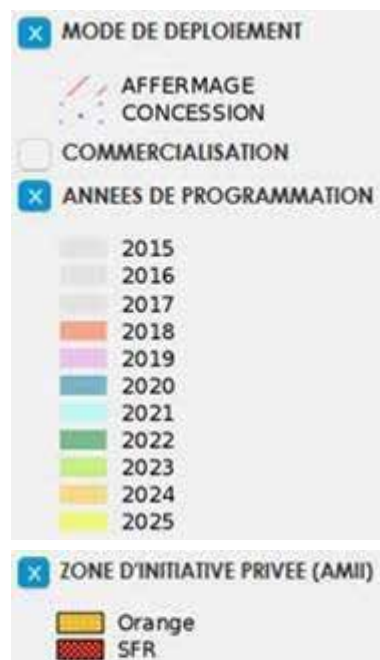 MODE DE DEPLOIEMENT
AFFERMAGE
CONCESSION
COMMERCIALISATION
ANNEES DE PROGRAMMATION
2015
2016
2017
2018
2019
2020
2021
2022
2023
2024
2025
ZONE D'INITIATIVE PRIVEE (AMII)
Orange
SFR